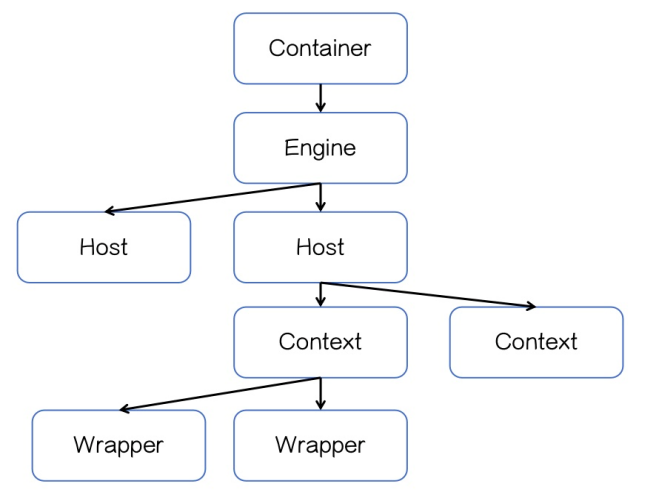 Container
Engine
Host
Host
Context
Context
Wrapper
Wrapper